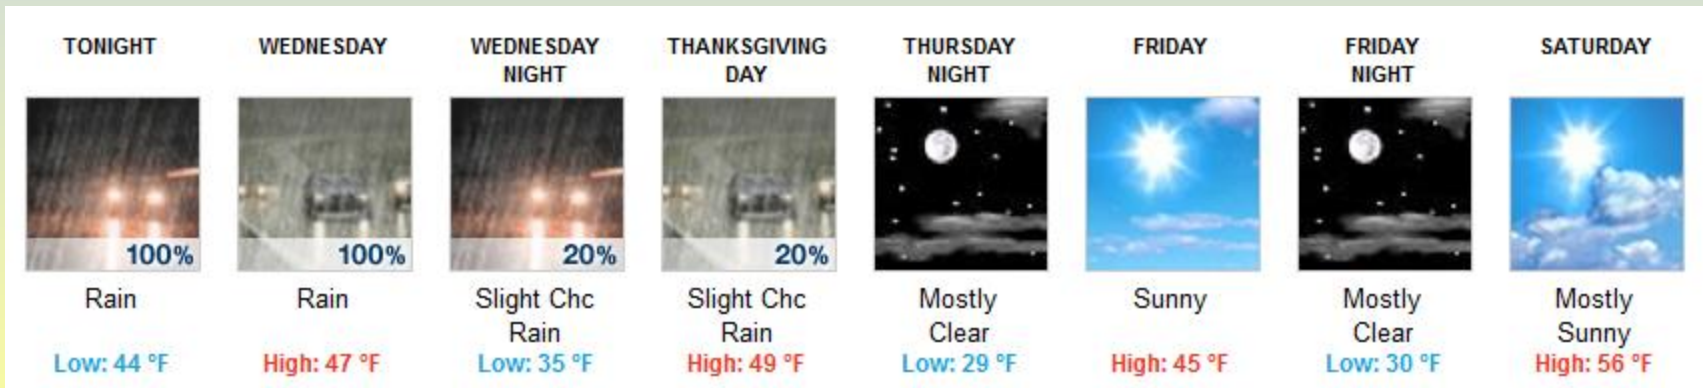 TONIGHT
100%
Rain
Low: 44 °F
WEDNESDAY
100%
Rain
High: 47 °F
WEDNESDAY
NIGHT
20%
Slight Chc
Rain
Low: 35 °F
THANKSGIVING
DAY
20%
Slight Chc
Rain
High: 49 °F
THURSDAY
NIGHT
Mostly
Clear
Low: 29 °F
FRIDAY
Sunny
High: 45 °F
FRIDAY
NIGHT
Mostly
Clear
Low: 30 °F
SATURDAY
Mostly
Sunny
High: 56 °F